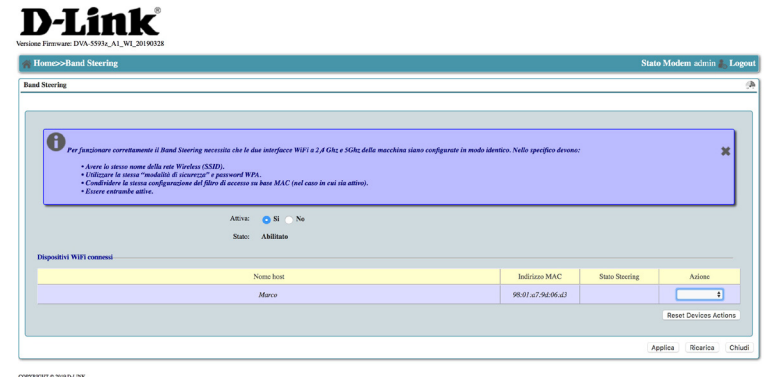 D-Link®
Versione Firmware: DVA-5593z_A1_WI_20190328
Home>>Band Steering
Stato Modem admin Logout
Band Steering
Per funzionare correttamente il Band Steering necessita che le due interfacce WiFi a 2,4 Ghz e 5Ghz della macchina siano configurate in modo identico. Nello specifico devono:
• Avere lo stesso nome della rete Wireless (SSID).
• Utilizzare la stessa “modalità di sicurezza” e password WPA.
• Condiridere la stessa configurazione del filtro di accesso su base MAC (nel caso in cui sia attivo).
• Essere entrambe attive.
Attiva: Si No
Stato: Abilitato
Dispositivi WiFi connessi
Nome host Indirizzo MAC Stato Steering Azione
Marco 98:01:a7:9d:06:d3
Reset Devices Actions
Applica Ricarica Chiudi
COPYRIGHT © 2019 D-LINK